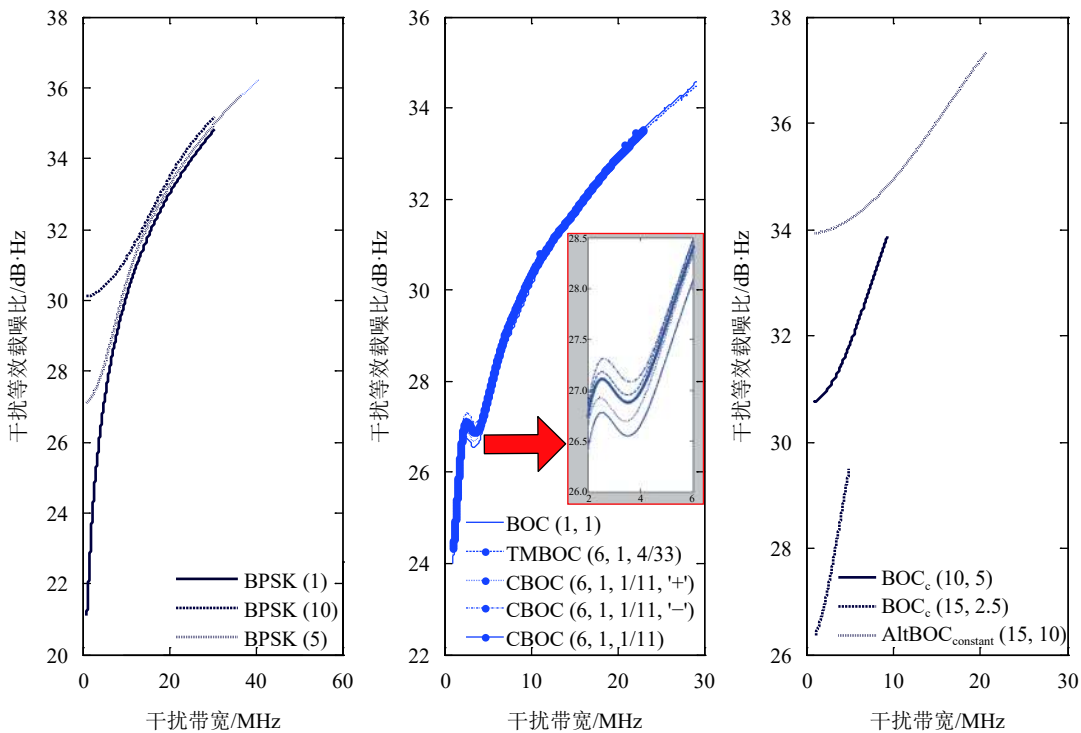 38
36
34
32
30
28
26
24
22
20
0
20
40
60
干扰等效载噪比/dB·Hz
干扰带宽/MHz
BPSK (1)
BPSK (10)
BPSK (5)
36
34
32
30
28
26
24
22
0
10
20
30
干扰等效载噪比/dB·Hz
干扰带宽/MHz
28.5
28.0
27.5
27.0
26.5
26.0
2
4
6
BOC (1, 1)
TMBOC (6, 1, 4/33)
CBOC (6, 1, 1/11, '+')
CBOC (6, 1, 1/11, '−')
CBOC (6, 1, 1/11)
38
36
34
32
30
28
26
0
10
20
30
干扰等效载噪比/dB·Hz
干扰带宽/MHz
BOCc (10, 5)
BOCc (15, 2.5)
AltBOCconstant (15, 10)